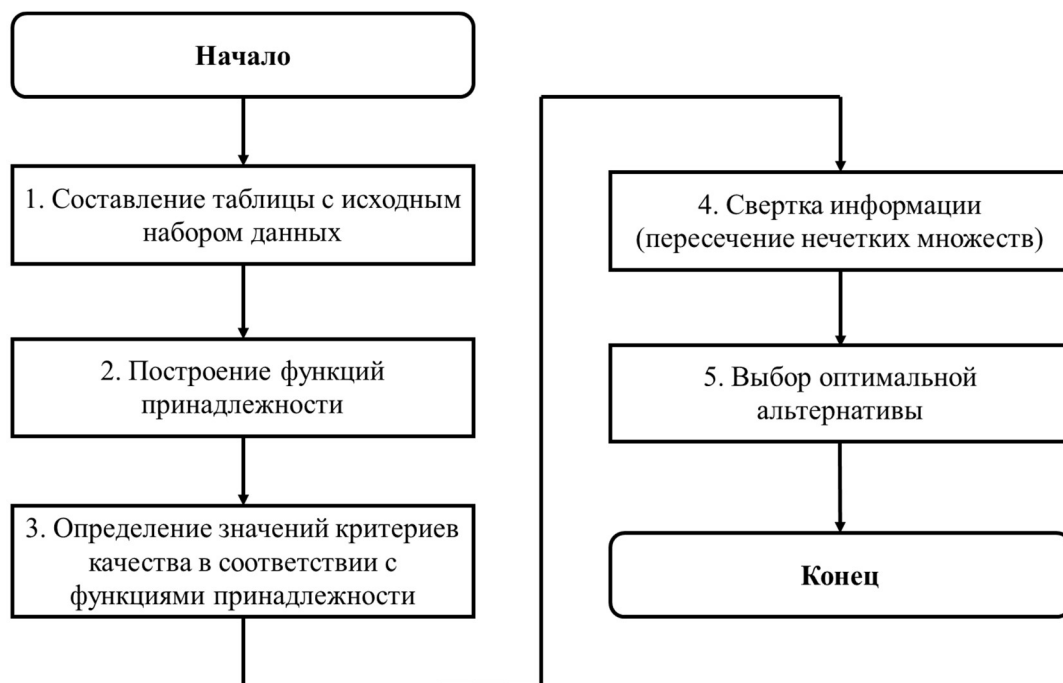 Начало
1. Составление таблицы с исходным
набором данных
2. Построение функций
принадлежности
3. Определение значений критериев
качества в соответствии с
функциями принадлежности
4. Свертка информации
(пересечение нечетких множеств)
5. Выбор оптимальной
альтернативы
Конец